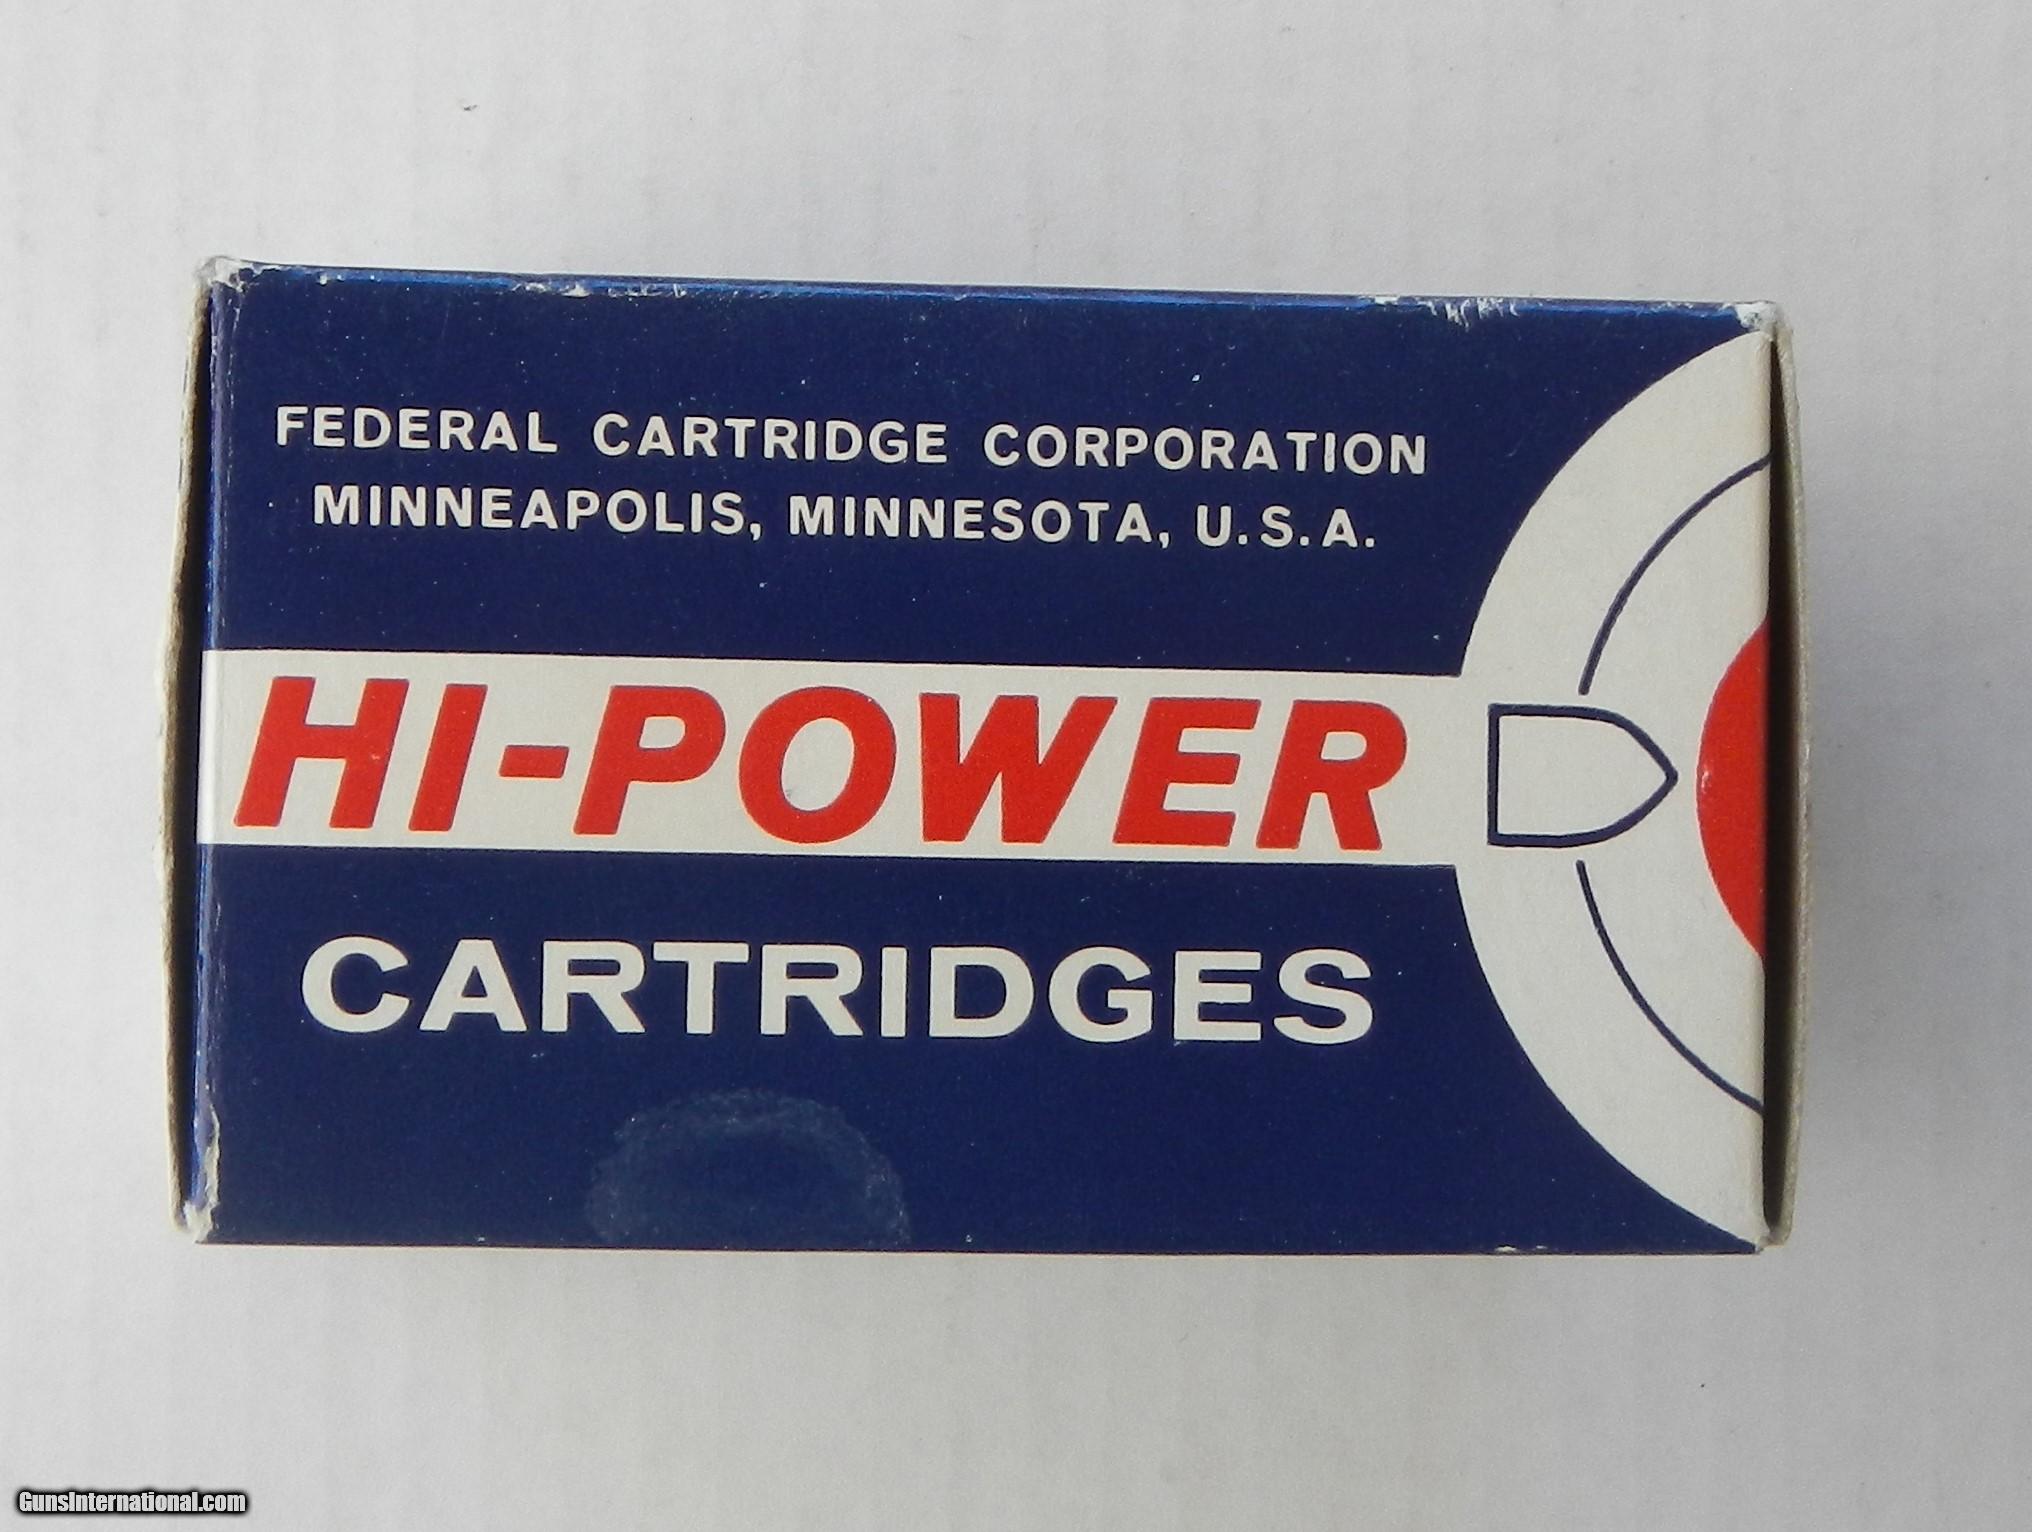 FEDERAL CARTRIDGE CORPORATION
MINNEAPOLIS, MINNESOTA, U.S.A.
HI-POWER
CARTRIDGES
GunsInternational.com